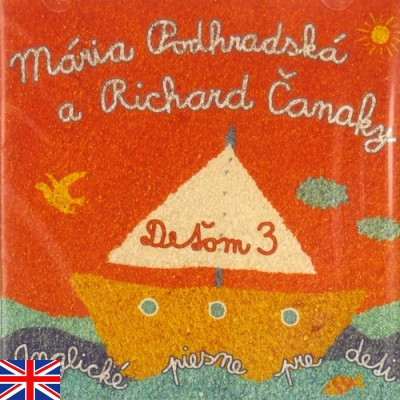 Mária Podhradská
a Richard Čanaky
Deťom 3
Anglické piesne pre deti